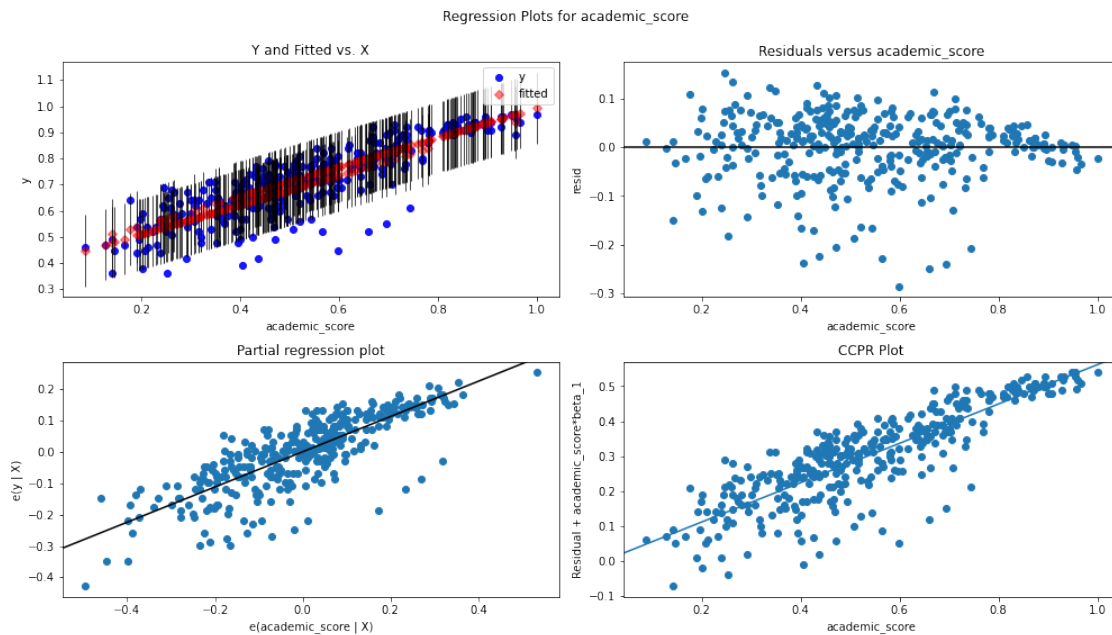 Regression Plots for academic_score
Y and Fitted vs. X
y
fitted
y
1.1
1.0
0.9
0.8
0.7
0.6
0.5
0.4
0.3
0.2 0.4 0.6 0.8 1.0
academic_score
Residuals versus academic_score
resid
0.1
0.0
−0.1
−0.2
−0.3
0.2 0.4 0.6 0.8 1.0
academic_score
Partial regression plot
e(y | X)
0.2
0.1
0.0
−0.1
−0.2
−0.3
−0.4
−0.4 −0.2 0.0 0.2 0.4
e(academic_score | X)
CCPR Plot
Residual + academic_score*beta_1
0.5
0.4
0.3
0.2
0.1
0.0
−0.1
0.2 0.4 0.6 0.8 1.0
academic_score